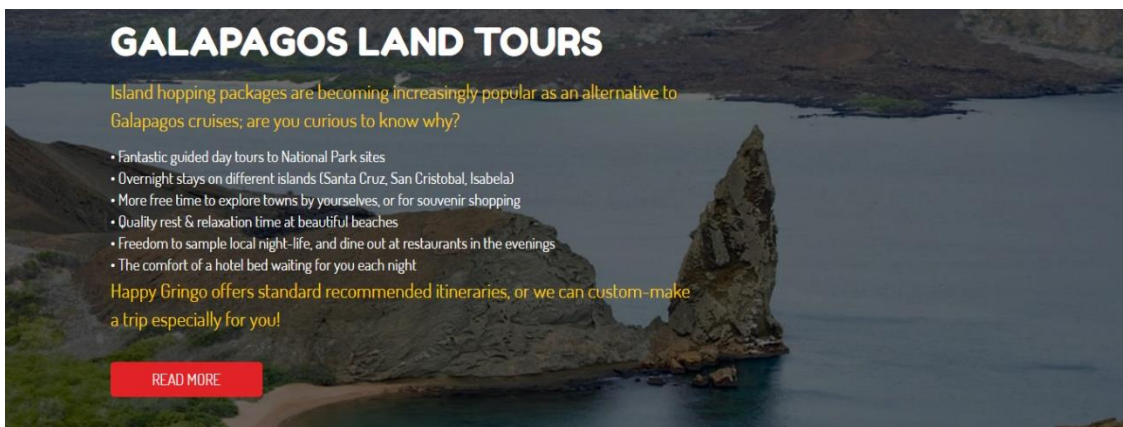 GALAPAGOS LAND TOURS
Island hopping packages are becoming increasingly popular as an alternative to
Galapagos cruises; are you curious to know why?
• Fantastic guided day tours to National Park sites
• Overnight stays on different islands (Santa Cruz, San Cristobal, Isabela)
• More free time to explore towns by yourselves, or for souvenir shopping
• Quality rest & relaxation time at beautiful beaches
• Freedom to sample local night-life, and dine out at restaurants in the evenings
• The comfort of a hotel bed waiting for you each night
Happy Gringo offers standard recommended itineraries, or we can custom-make
a trip especially for you!
READ MORE